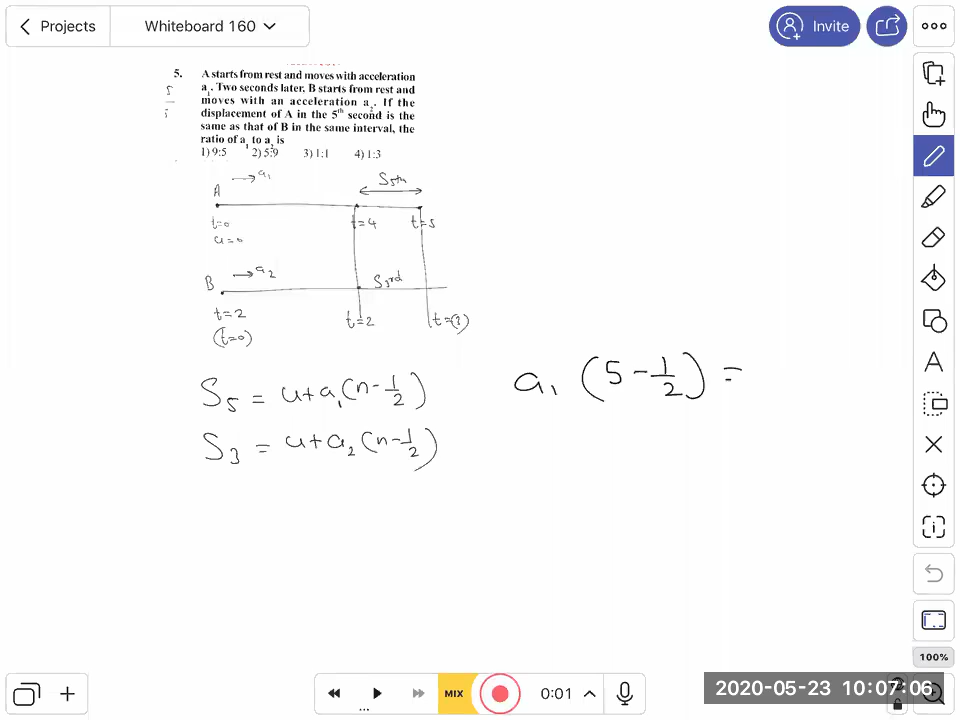 Projects
Whiteboard 160
Invite
5.
A starts from rest and moves with acceleration
a₁. Two seconds later, B starts from rest and
moves with an acceleration a₂. If the
displacement of A in the 5th second is the
same as that of B in the same interval, the
ratio of a₁ to a₂ is
1) 9:5 2) 5:9 3) 1:1 4) 1:3
A → a₁ S5th
t=0 t=4 t=5
u=0
B → a₂ S3rd
t=2 t=2 t=(3)
(t=0)
S₅ = u+a₁(n-1/2)
S₃ = u+a₂(n-1/2)
a₁ (5-1/2) =
A
100%
MIX
0:01
2020-05-23 10:07:06